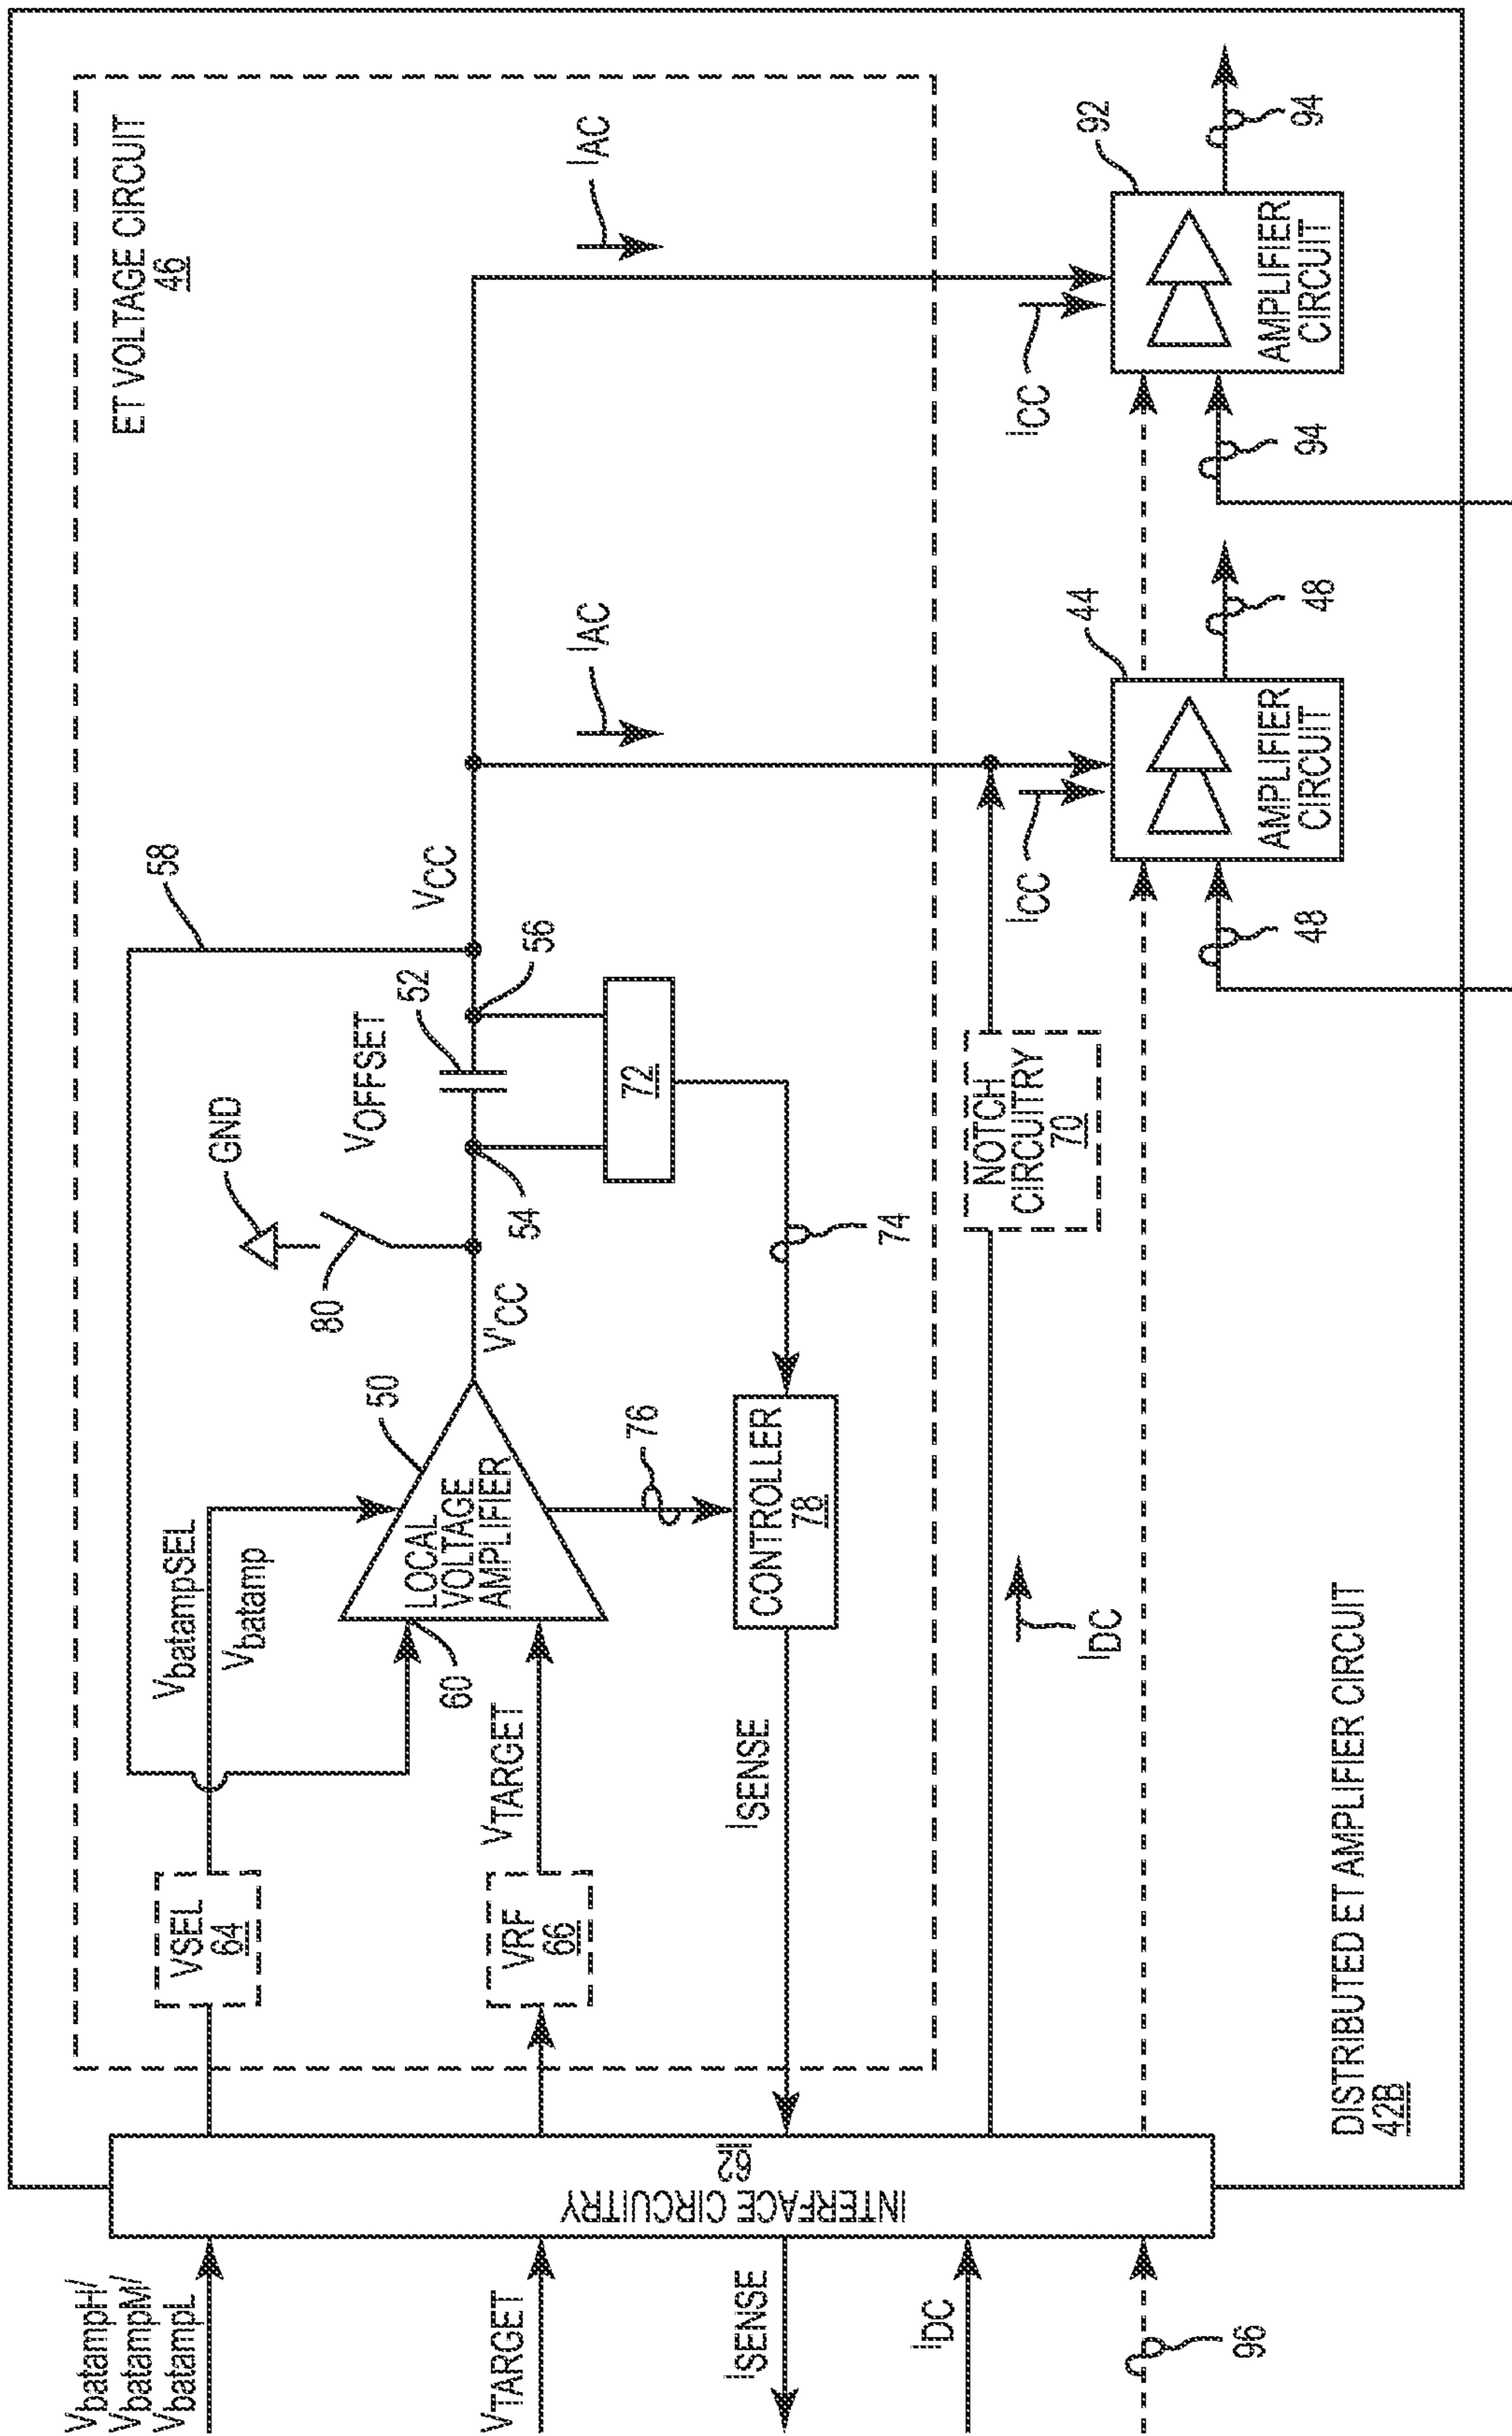 ET VOLTAGE CIRCUIT
46
VbatampH/
VbatampM/
VbatampL
VTARGET
ISENSE
IDC
96
INTERFACE CIRCUITRY
62
VSEL
64
VRF
66
VbatampSEL
Vbatamp
VTARGET
ISENSE
60
LOCAL
VOLTAGE
AMPLIFIER
50
76
CONTROLLER
78
V'CC
80
GND
54
VOFFSET
52
56
72
74
58
VCC
IAC
IAC
IDC
NOTCH
CIRCUITRY
70
ICC
44
AMPLIFIER
CIRCUIT
48
48
ICC
92
AMPLIFIER
CIRCUIT
94
94
DISTRIBUTED ET AMPLIFIER CIRCUIT
42B